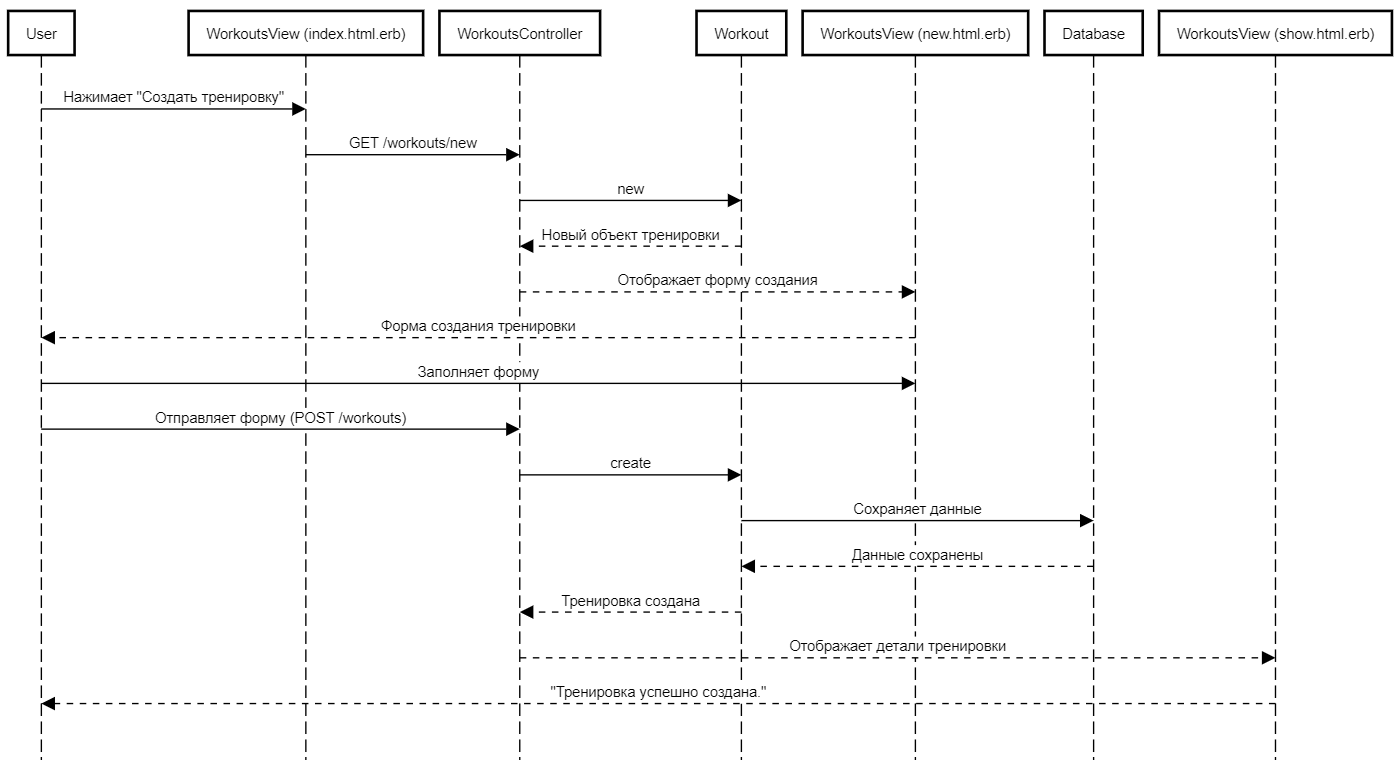 User
WorkoutsView (index.html.erb)
WorkoutsController
Workout
WorkoutsView (new.html.erb)
Database
WorkoutsView (show.html.erb)
Нажимает "Создать тренировку"
GET /workouts/new
new
Новый объект тренировки
Отображает форму создания
Форма создания тренировки
Заполняет форму
Отправляет форму (POST /workouts)
create
Сохраняет данные
Данные сохранены
Тренировка создана
Отображает детали тренировки
"Тренировка успешно создана."